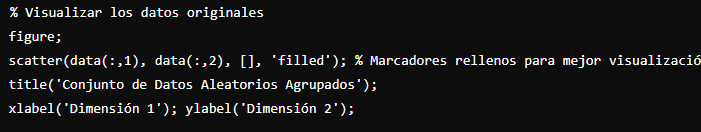 % Visualizar los datos originales
figure;
scatter(data(:,1), data(:,2), [], 'filled'); % Marcadores rellenos para mejor visualizació
title('Conjunto de Datos Aleatorios Agrupados');
xlabel('Dimensión 1'); ylabel('Dimensión 2');